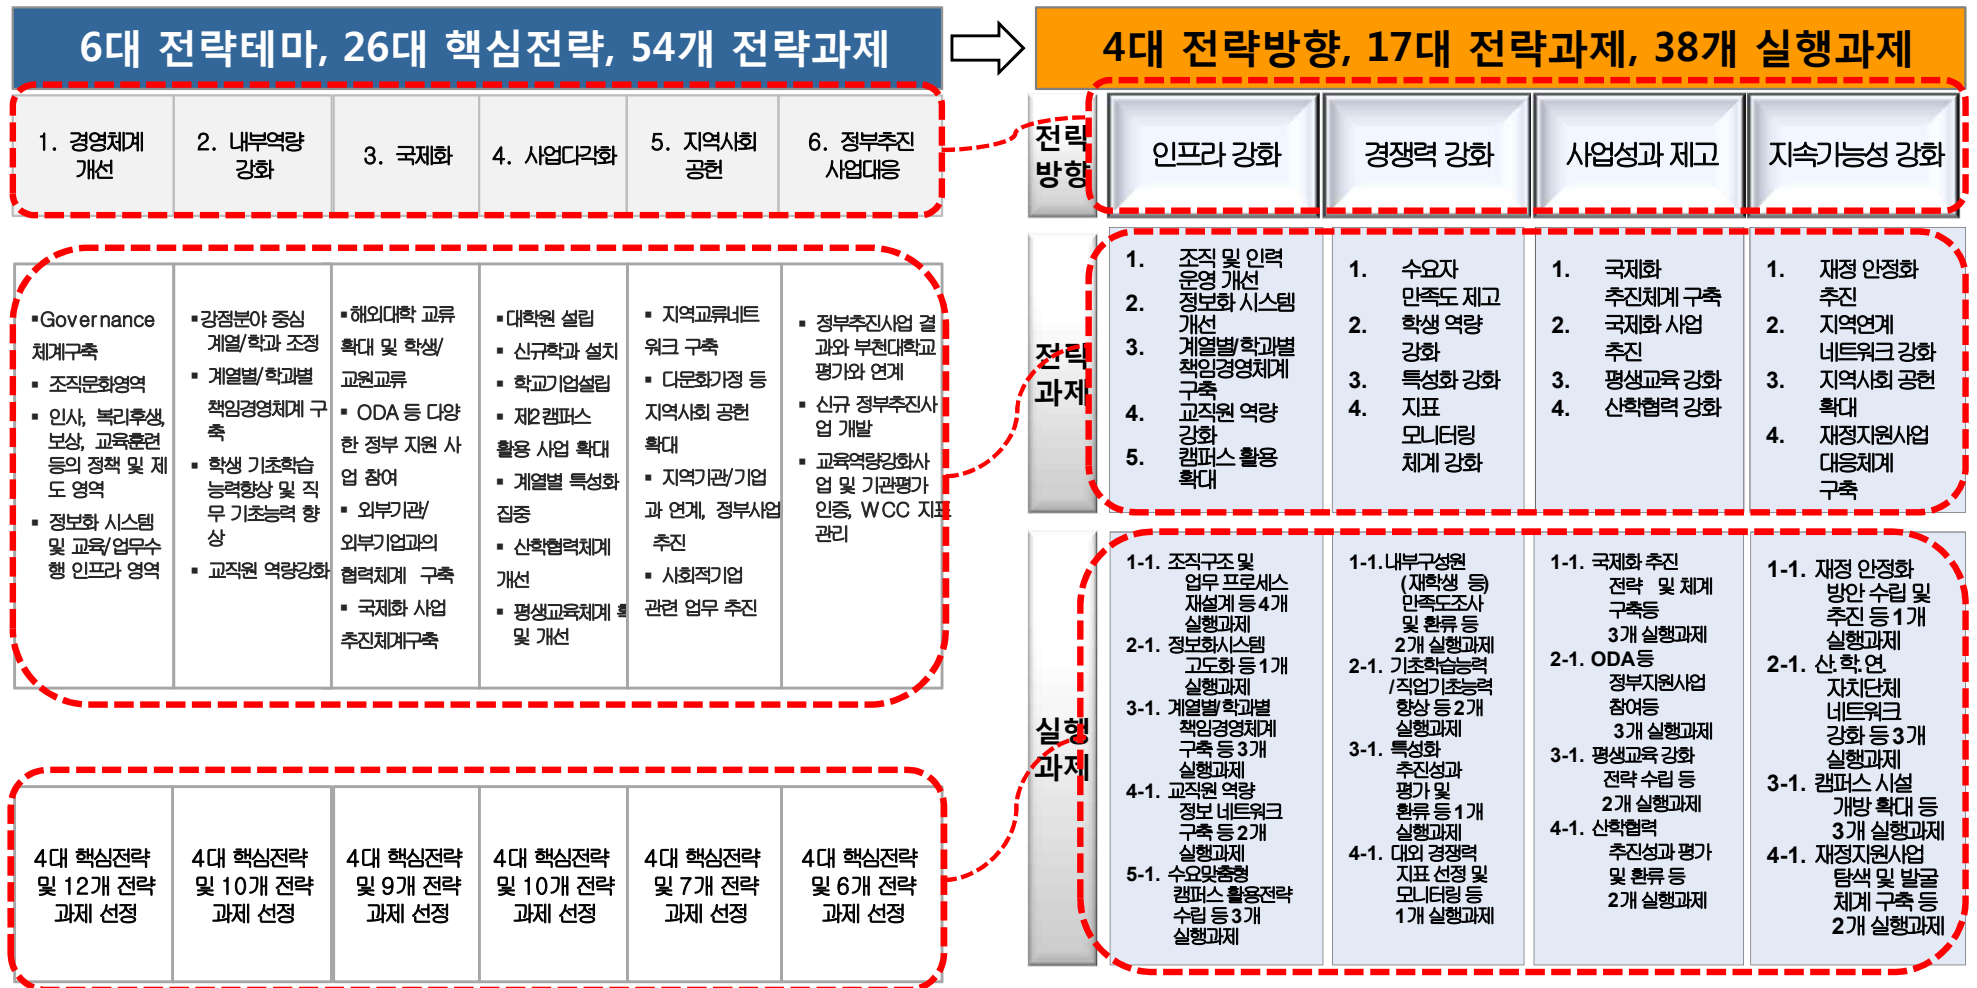 6대 전략테마, 26대 핵심전략, 54개 전략과제
4대 전략방향, 17대 전략과제, 38개 실행과제
1. 경영체계
개선
2. 내부역량
강화
3. 국제화
4. 사업다각화
5. 지역사회
공헌
6. 정부추진
사업대응
전략
방향
인프라 강화
경쟁력 강화
사업성과 제고
지속가능성 강화
▪Governance
체계구축
▪ 조직문화영역
▪ 인사, 복리후생,
보상, 교육훈련
등의 정책 및 제
도 영역
▪ 정보화 시스템
및 교육/업무수
행 인프라 영역
▪강점분야 중심
계열/학과 조정
▪ 계열별/학과별
책임경영체계 구
축
▪ 학생 기초학습
능력향상 및 직
무 기초능력 향
상
▪ 교직원 역량강화
▪해외대학 교류
확대 및 학생/
교원교류
▪ ODA 등 다양
한 정부 지원 사
업 참여
▪ 외부기관/
외부기업과의
협력체계 구축
▪ 국제화 사업
추진체계구축
▪대학원 설립
▪ 신규학과 설치
▪ 학교기업설립
▪ 제2캠퍼스
활용 사업 확대
▪ 계열별 특성화
집중
▪ 산학협력체계
개선
▪ 평생교육체계
및 개선
▪ 지역교류네트
워크 구축
▪ 다문화가정 등
지역사회 공헌
확대
▪ 지역기관/기업
과 연계, 정부사업
추진
▪ 사회적기업
관련 업무 추진
▪ 정부추진사업 결
과와 부천대학교
평가와 연계
▪ 신규 정부추진사
업 개발
▪ 교육역량강화사
업 및 기관평가
인증, WCC 지표
관리
전략
과제
1. 조직 및 인력
운영 개선
2. 정보화 시스템
개선
3. 계열별/학과별
책임경영체계
구축
4. 교직원 역량
강화
5. 캠퍼스 활용
확대
1. 수요자
만족도 제고
2. 학생 역량
강화
3. 특성화 강화
4. 지표
모니터링
체계 강화
1. 국제화
추진체계 구축
2. 국제화 사업
추진
3. 평생교육 강화
4. 산학협력 강화
1. 재정 안정화
추진
2. 지역연계
네트워크 강화
3. 지역사회 공헌
확대
4. 재정지원사업
대응체계
구축
4대 핵심전략
및 12개 전략
과제 선정
4대 핵심전략
및 10개 전략
과제 선정
4대 핵심전략
및 9개 전략
과제 선정
4대 핵심전략
및 10개 전략
과제 선정
4대 핵심전략
및 7개 전략
과제 선정
4대 핵심전략
및 6개 전략
과제 선정
실행
과제
1-1. 조직구조 및
업무 프로세스
재설계 등 4개
실행과제
2-1. 정보화시스템
고도화 등 1개
실행과제
3-1. 계열별/학과별
책임경영체계
구축 등 3개
실행과제
4-1. 교직원 역량
정보 네트워크
구축 등 2개
실행과제
5-1. 수요맞춤형
캠퍼스 활용전략
수립 등 3개
실행과제
1-1.내부구성원
(재학생 등)
만족도조사
및 환류 등
2개 실행과제
2-1. 기초학습능력
/직업기초능력
향상 등 2개
실행과제
3-1. 특성화
추진성과
평가 및
환류 등 1개
실행과제
4-1. 대외 경쟁력
지표 선정 및
모니터링 등
1개 실행과제
1-1. 국제화 추진
전략 및 체계
구축등
3개 실행과제
2-1. ODA등
정부지원사업
참여등
3개 실행과제
3-1. 평생교육 강화
전략 수립 등
2개 실행과제
4-1. 산학협력
추진성과 평가
및 환류 등
2개 실행과제
1-1. 재정 안정화
방안 수립 및
추진 등 1개
실행과제
2-1. 산.학.연.
자치단체
네트워크
강화 등 3개
실행과제
3-1. 캠퍼스 시설
개방 확대 등
3개 실행과제
4-1. 재정지원사업
탐색 및 발굴
체계 구축 등
2개 실행과제